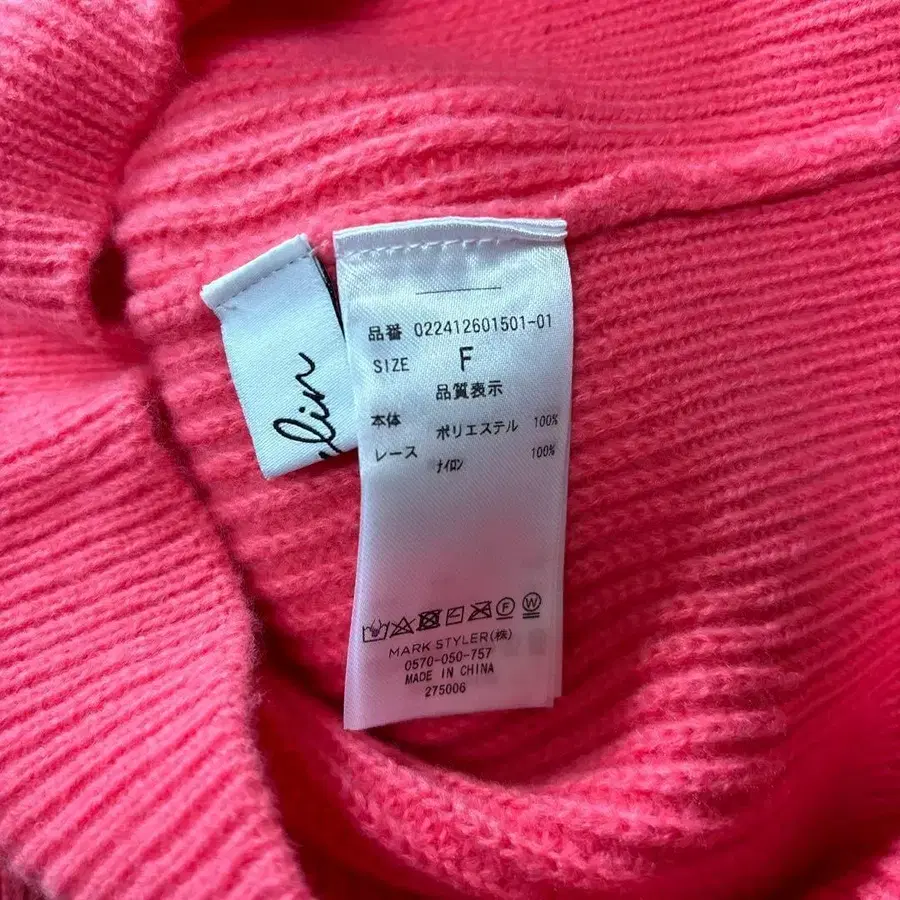 品番 022412601501-01
SIZE F
品質表示
本体 ポリエステル 100%
レース ナイロン 100%
F W
MARK STYLER(株)
0570-050-757
MADE IN CHINA
275006